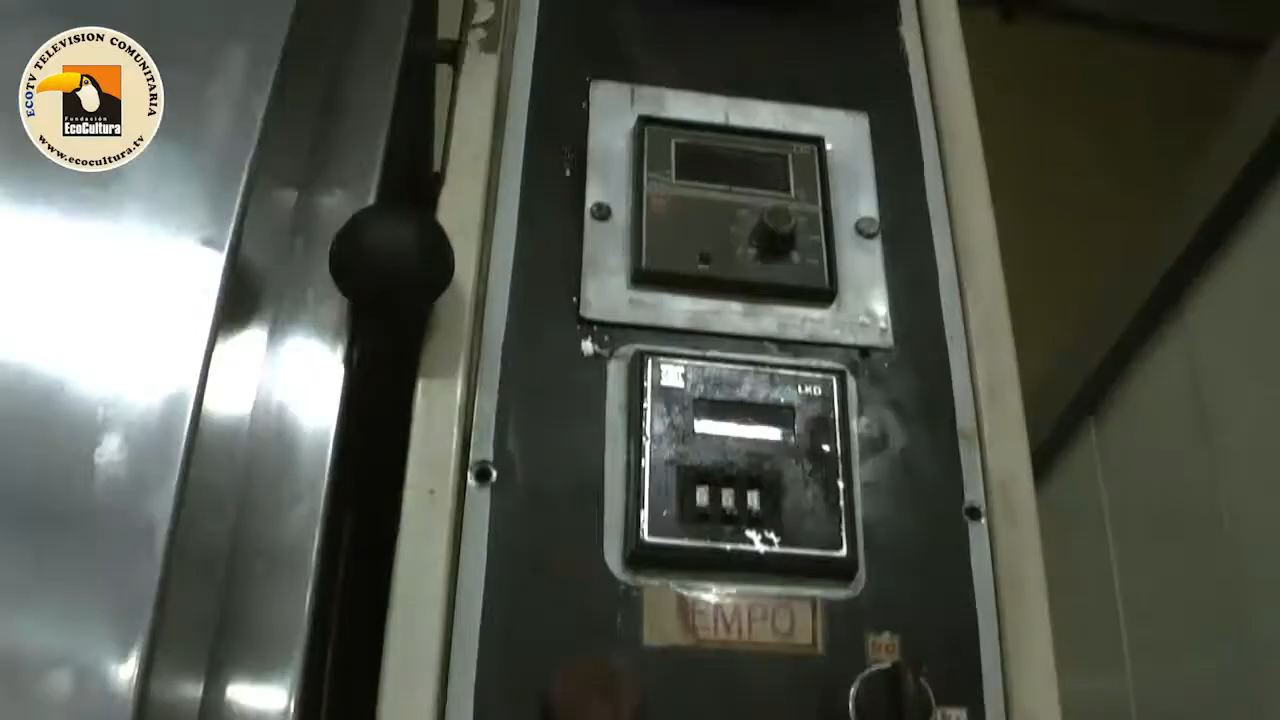 ECOTV TELEVISION COMUNITARIA
Fundación
EcoCultura
www.ecocultura.tv
LKD
EMPO